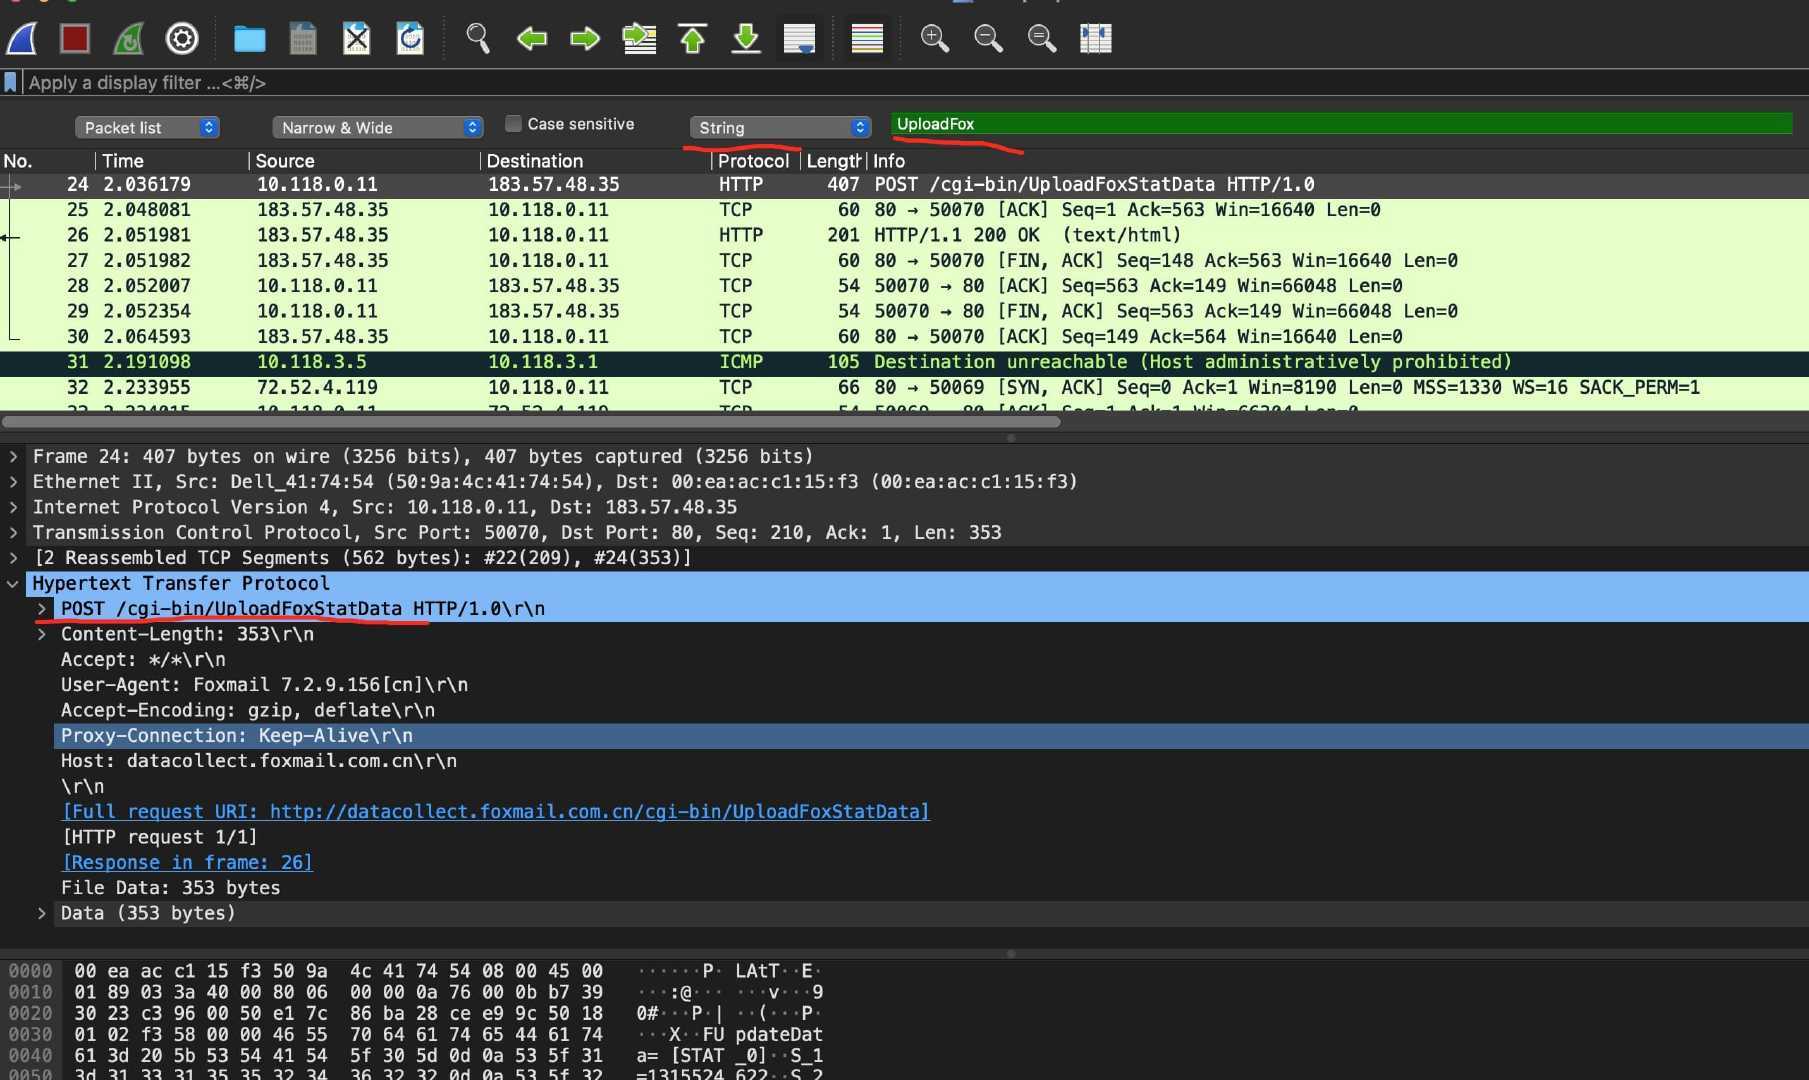 Apply a display filter ...<⌘/>
Packet list Narrow & Wide Case sensitive String UploadFox
No. Time Source Destination Protocol Length Info
24 2.036179 10.118.0.11 183.57.48.35 HTTP 407 POST /cgi-bin/UploadFoxStatData HTTP/1.0
25 2.048081 183.57.48.35 10.118.0.11 TCP 60 80 → 50070 [ACK] Seq=1 Ack=563 Win=16640 Len=0
26 2.051981 183.57.48.35 10.118.0.11 HTTP 201 HTTP/1.1 200 OK (text/html)
27 2.051982 183.57.48.35 10.118.0.11 TCP 60 80 → 50070 [FIN, ACK] Seq=148 Ack=563 Win=16640 Len=0
28 2.052007 10.118.0.11 183.57.48.35 TCP 54 50070 → 80 [ACK] Seq=563 Ack=149 Win=66048 Len=0
29 2.052354 10.118.0.11 183.57.48.35 TCP 54 50070 → 80 [FIN, ACK] Seq=563 Ack=149 Win=66048 Len=0
30 2.064593 183.57.48.35 10.118.0.11 TCP 60 80 → 50070 [ACK] Seq=149 Ack=564 Win=16640 Len=0
31 2.191098 10.118.3.5 10.118.3.1 ICMP 105 Destination unreachable (Host administratively prohibited)
32 2.233955 72.52.4.119 10.118.0.11 TCP 66 80 → 50069 [SYN, ACK] Seq=0 Ack=1 Win=8190 Len=0 MSS=1330 WS=16 SACK_PERM=1
33 2.234015 10.118.0.11 72.52.4.119 TCP 54 50069 → 80 [ACK] Seq=1 Ack=1 Win=66304 Len=0
Frame 24: 407 bytes on wire (3256 bits), 407 bytes captured (3256 bits)
Ethernet II, Src: Dell_41:74:54 (50:9a:4c:41:74:54), Dst: 00:ea:ac:c1:15:f3 (00:ea:ac:c1:15:f3)
Internet Protocol Version 4, Src: 10.118.0.11, Dst: 183.57.48.35
Transmission Control Protocol, Src Port: 50070, Dst Port: 80, Seq: 210, Ack: 1, Len: 353
[2 Reassembled TCP Segments (562 bytes): #22(209), #24(353)]
Hypertext Transfer Protocol
POST /cgi-bin/UploadFoxStatData HTTP/1.0\r\n
Content-Length: 353\r\n
Accept: */*\r\n
User-Agent: Foxmail 7.2.9.156[cn]\r\n
Accept-Encoding: gzip, deflate\r\n
Proxy-Connection: Keep-Alive\r\n
Host: datacollect.foxmail.com.cn\r\n
\r\n
[Full request URI: http://datacollect.foxmail.com.cn/cgi-bin/UploadFoxStatData]
[HTTP request 1/1]
[Response in frame: 26]
File Data: 353 bytes
Data (353 bytes)
0000 00 ea ac c1 15 f3 50 9a 4c 41 74 54 08 00 45 00 ······P· LAtT··E·
0010 01 89 03 3a 40 00 80 06 00 00 0a 76 00 0b b7 39 ···:@··· ···v···9
0020 30 23 c3 96 00 50 e1 7c 86 ba 28 ce e9 9c 50 18 0#···P·| ··(···P·
0030 01 02 f3 58 00 00 46 55 70 64 61 74 65 44 61 74 ···X··FU pdateDat
0040 61 3d 20 5b 53 54 41 54 5f 30 5d 0d 0a 53 5f 31 a= [STAT _0]··S_1
0050 3d 31 33 31 35 35 32 34 36 32 32 0d 0a 53 5f 32 =1315524 622··S_2